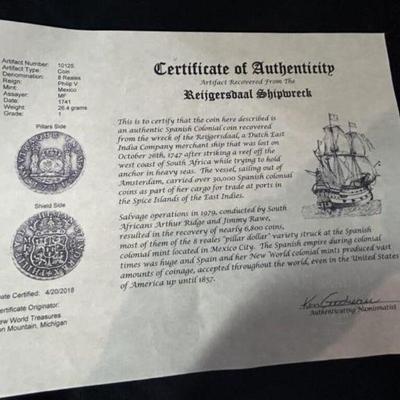 Artifact Number: 10125
Artifact Type: Coin
Denomination: 8 Reales
Reign: Philip V
Mint: Mexico
Assayer: MF
Date: 1741
Weight: 26.4 grams
Grade: 1
Pillars Side
Shield Side
Date Certified: 4/20/2018
Certificate Originator:
New World Treasures
Iron Mountain, Michigan
Certificate of Authenticity
Artifact Recovered From The
Reijgersdaal Shipwreck
This is to certify that the coin here described is
an authentic Spanish Colonial coin recovered
from the wreck of the Reijgersdaal, a Dutch East
India Company merchant ship that was lost on
October 26th, 1747 after striking a reef off the
west coast of South Africa while trying to hold
anchor in heavy seas. The vessel, sailing out of
Amsterdam, carried over 30,000 Spanish colonial
coins as part of her cargo for trade at ports in
the Spice Islands of the East Indies.
Salvage operations in 1979, conducted by South
Africans Arthur Ridge and Jimmy Rawe,
resulted in the recovery of nearly 6,800 coins,
most of them of the 8 reales 'pillar dollar' variety struck at the Spanish
colonial mint located in Mexico City. The Spanish empire during colonial
times was huge and Spain and her New World colonial mints produced vast
amounts of coinage, accepted throughout the world, even in the United States
of America up until 1857.
Authenticating Numismatist